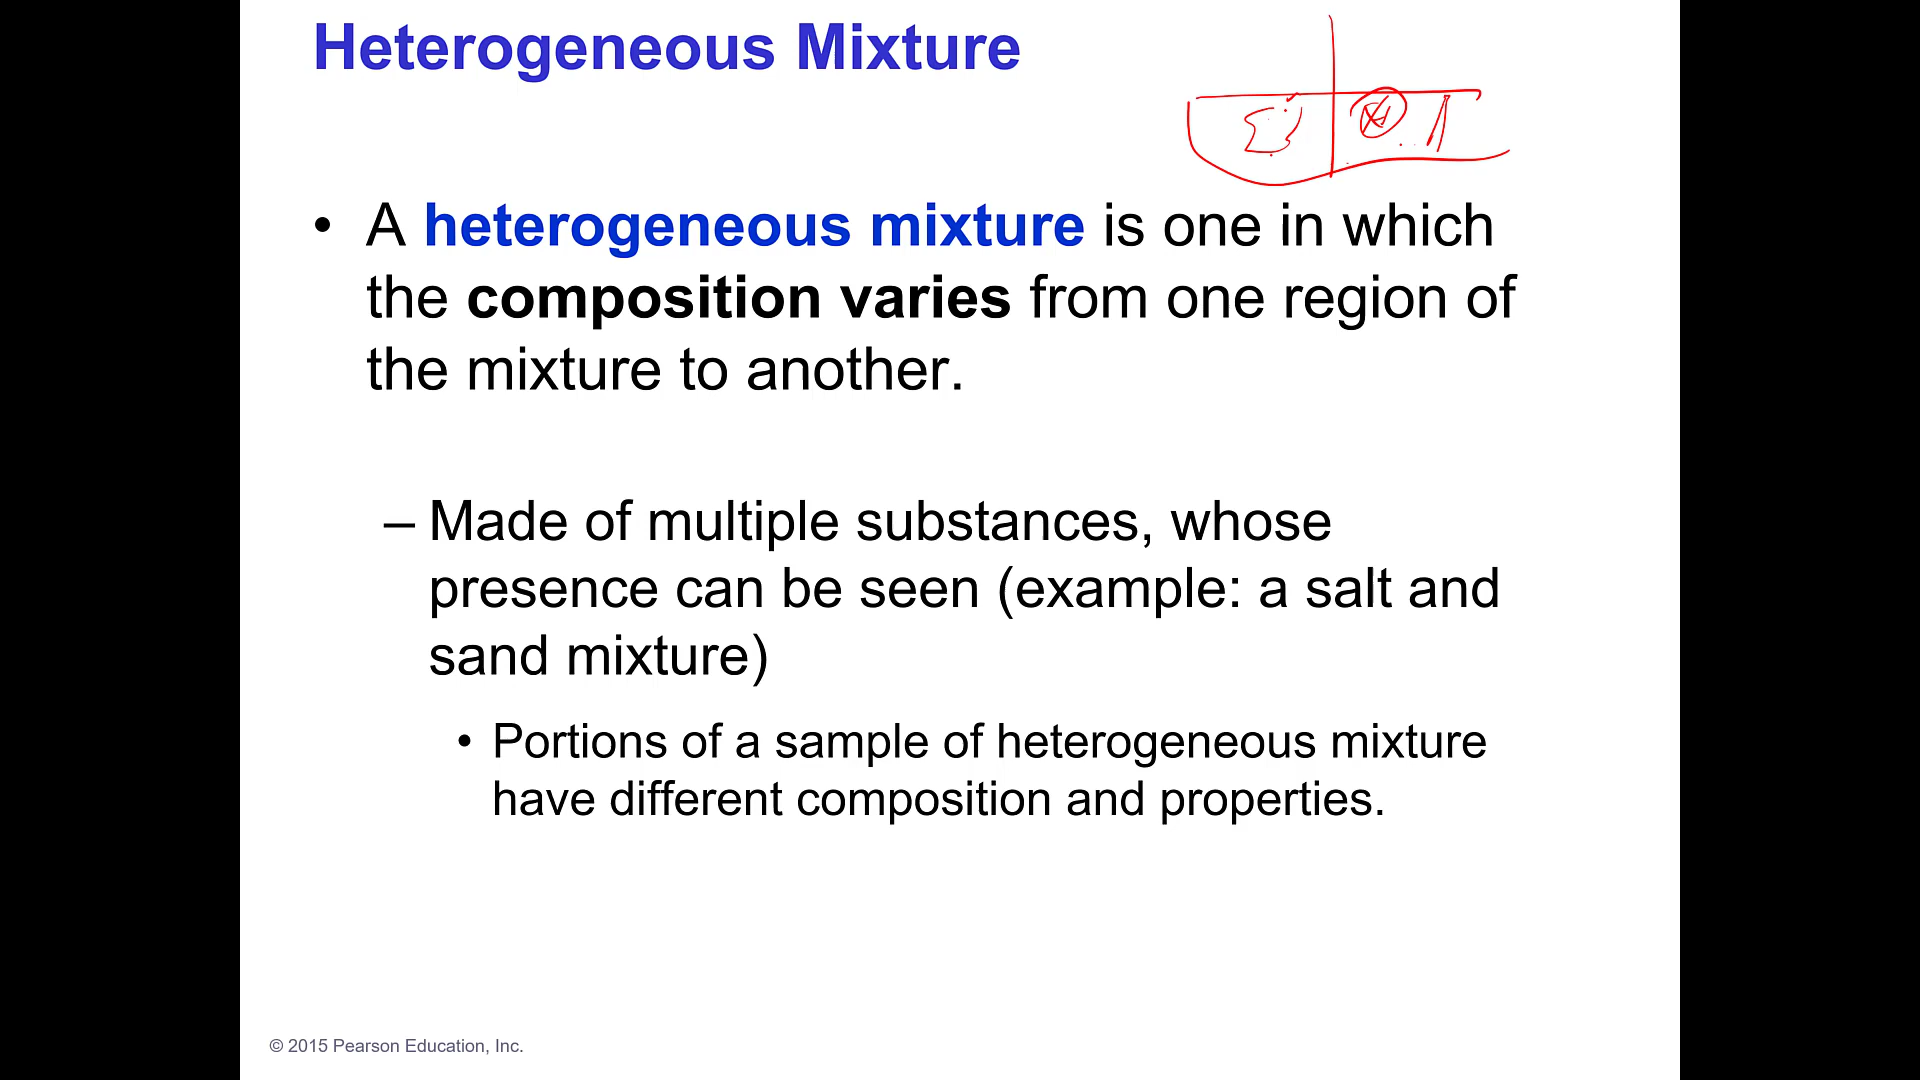 Heterogeneous Mixture
• A heterogeneous mixture is one in which
the composition varies from one region of
the mixture to another.
– Made of multiple substances, whose
presence can be seen (example: a salt and
sand mixture)
• Portions of a sample of heterogeneous mixture
have different composition and properties.
© 2015 Pearson Education, Inc.